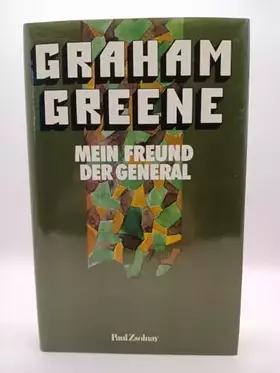 GRAHAM
GREENE
MEIN FREUND
DER GENERAL
Paul Zsolnay